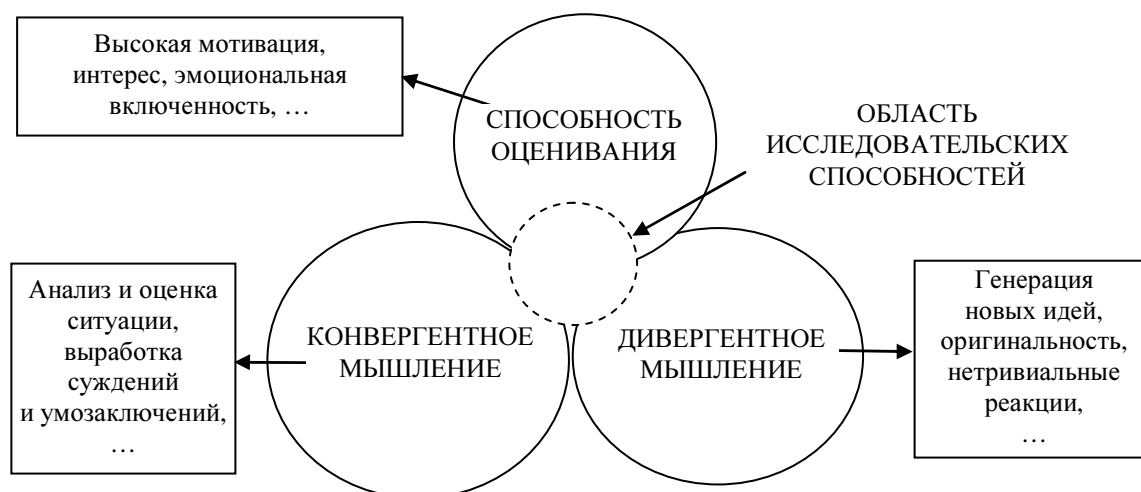 Высокая мотивация,
интерес, эмоциональная
включенность, …
СПОСОБНОСТЬ
ОЦЕНИВАНИЯ
ОБЛАСТЬ
ИССЛЕДОВАТЕЛЬСКИХ
СПОСОБНОСТЕЙ
Анализ и оценка
ситуации,
выработка
суждений
и умозаключений,
…
КОНВЕРГЕНТНОЕ
МЫШЛЕНИЕ
ДИВЕРГЕНТНОЕ
МЫШЛЕНИЕ
Генерация
новых идей,
оригинальность,
нетривиальные
реакции,
…